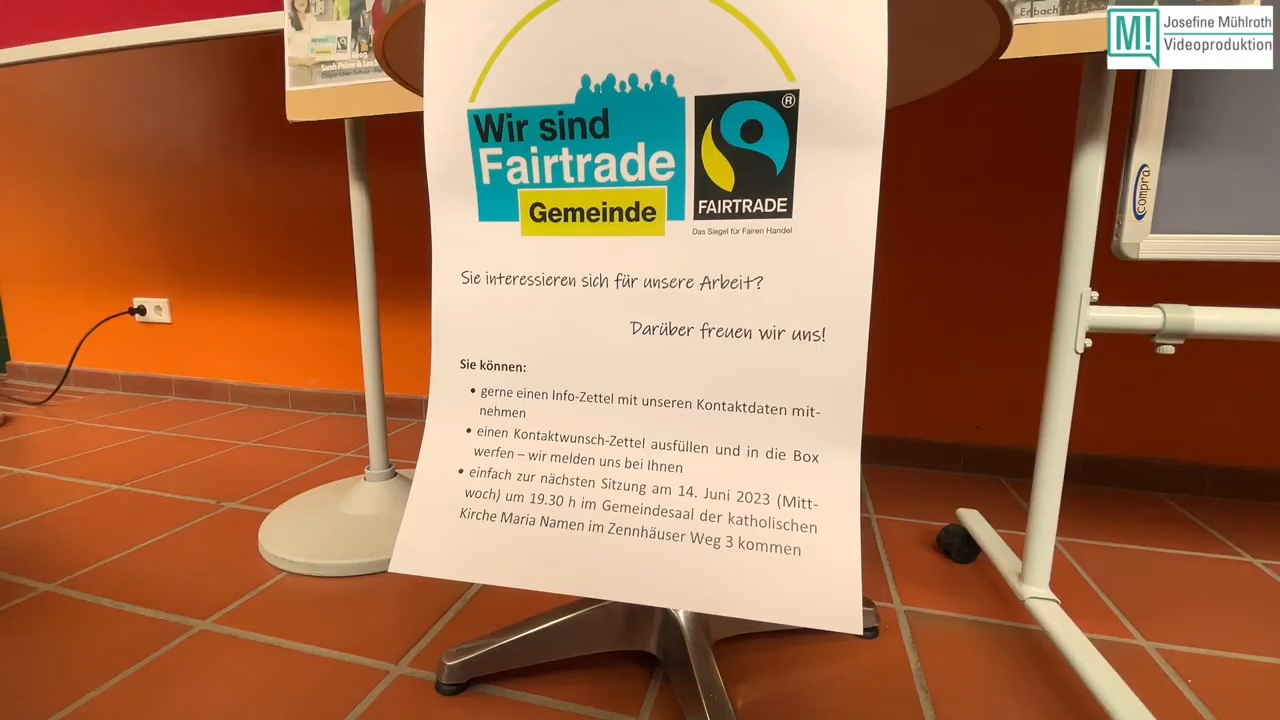 Erbach
M!
Josefine Mühlroth
Videoproduktion
Wir sind
Fairtrade
Gemeinde
®
FAIRTRADE
Das Siegel für Fairen Handel
compra
Sie interessieren sich für unsere Arbeit?
Darüber freuen wir uns!
Sie können:
• gerne einen Info-Zettel mit unseren Kontaktdaten mit-
nehmen
• einen Kontaktwunsch-Zettel ausfüllen und in die Box
werfen – wir melden uns bei Ihnen
• einfach zur nächsten Sitzung am 14. Juni 2023 (Mitt-
woch) um 19.30 h im Gemeindesaal der katholischen
Kirche Maria Namen im Zennhäuser Weg 3 kommen